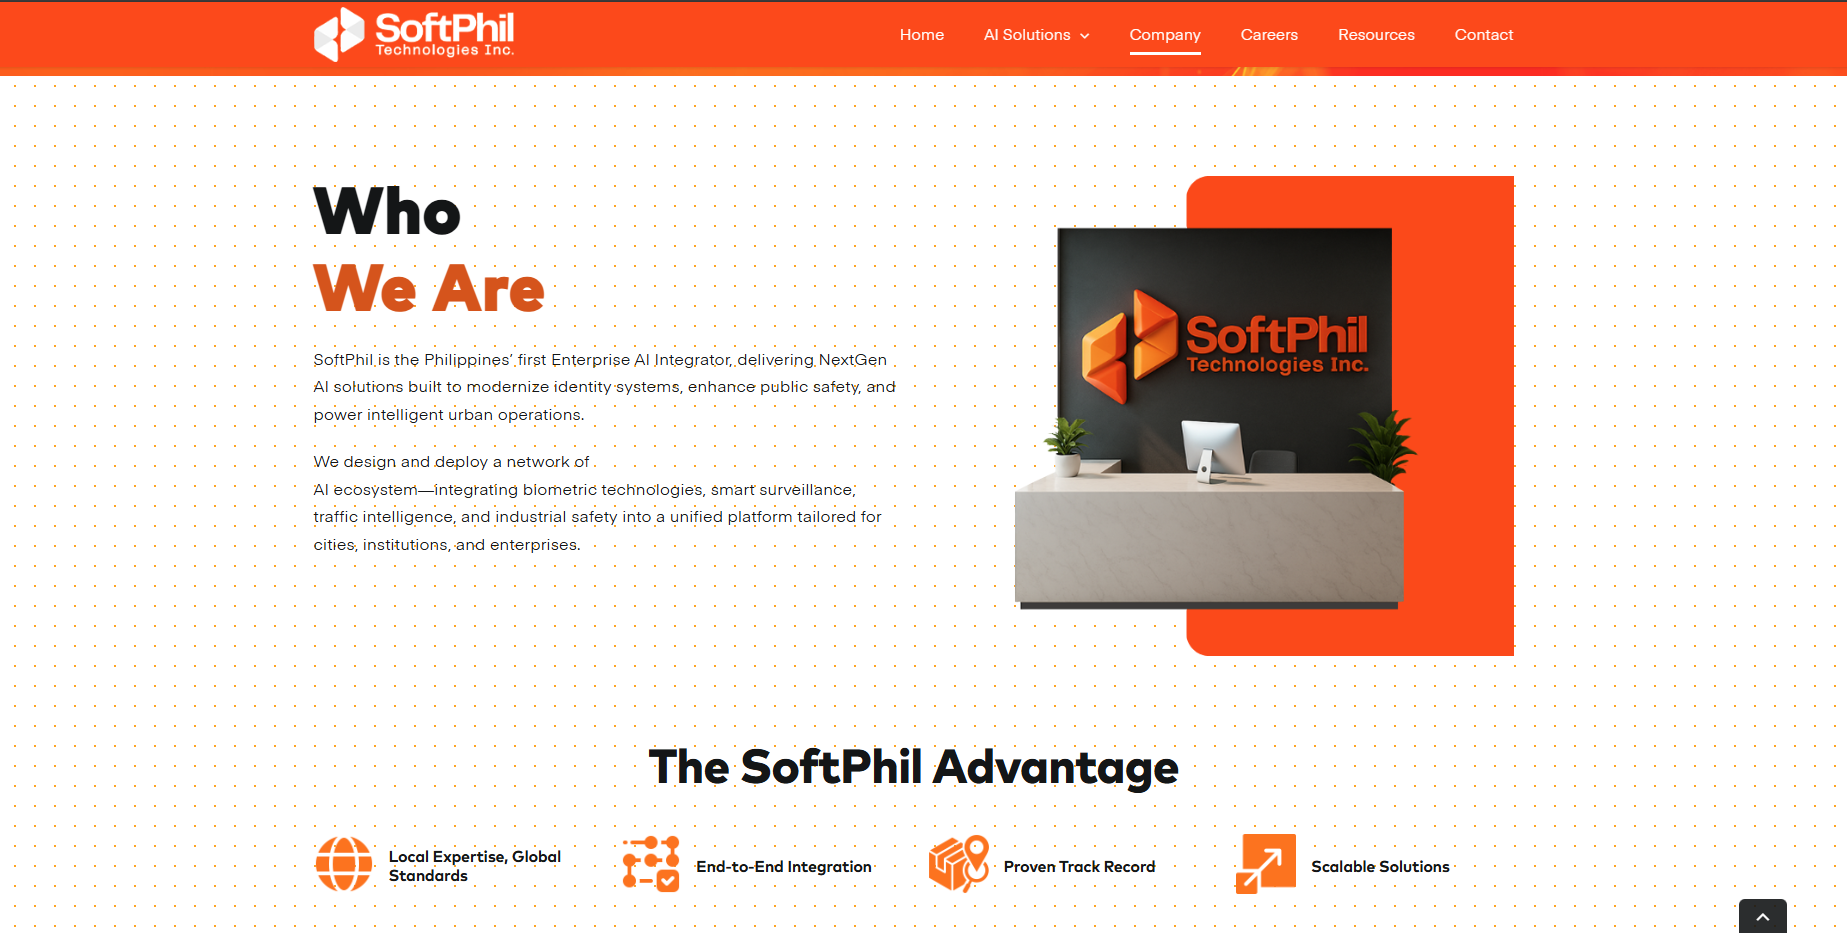 SoftPhil
Technologies Inc.
Home
AI Solutions
Company
Careers
Resources
Contact
Who
We Are
SoftPhil is the Philippines’ first Enterprise AI Integrator, delivering NextGen
AI solutions built to modernize identity systems, enhance public safety, and
power intelligent urban operations.
We design and deploy a network of
AI ecosystem—integrating biometric technologies, smart surveillance,
traffic intelligence, and industrial safety into a unified platform tailored for
cities, institutions, and enterprises.
SoftPhil
Technologies Inc.
The SoftPhil Advantage
Local Expertise, Global
Standards
End-to-End Integration
Proven Track Record
Scalable Solutions